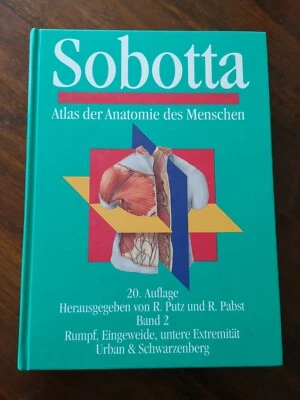 Sobotta
Atlas der Anatomie des Menschen
20. Auflage
Herausgegeben von R. Putz und R. Pabst
Band 2
Rumpf, Eingeweide, untere Extremität
Urban & Schwarzenberg